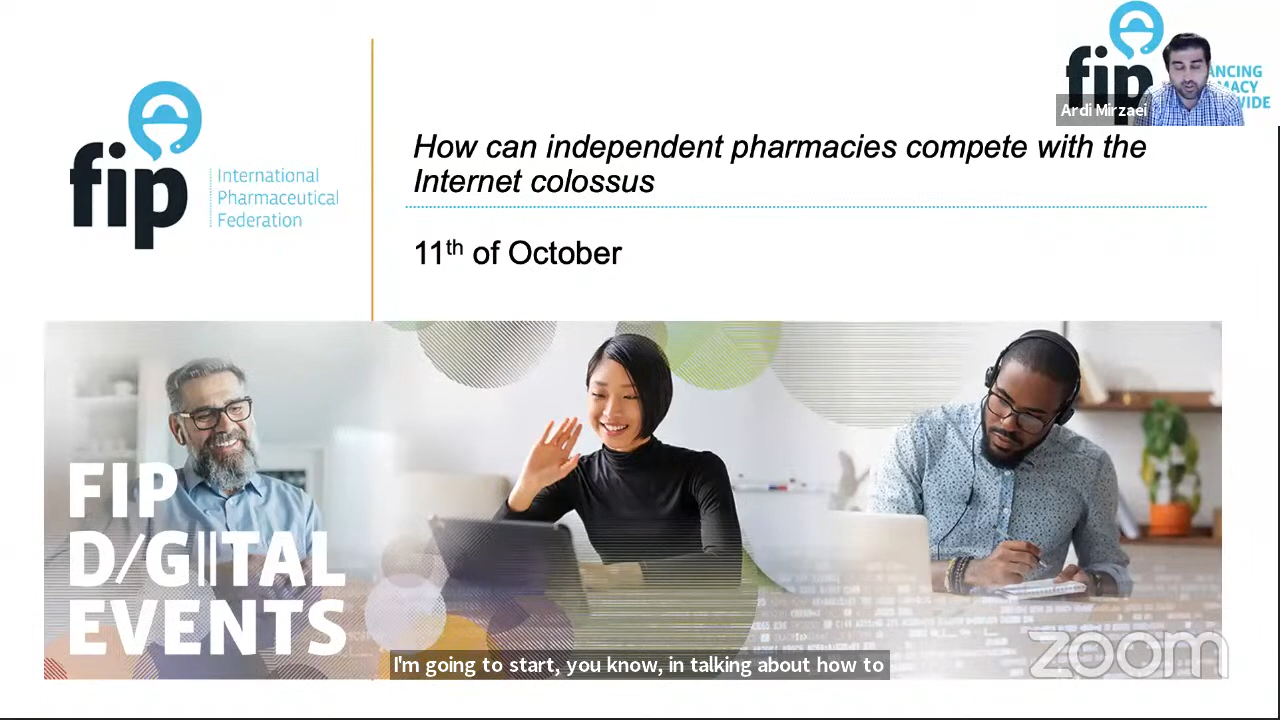 fip
ANCING
MACY
WIDE
Ardi Mirzaei
fip
International
Pharmaceutical
Federation
How can independent pharmacies compete with the
Internet colossus
11th of October
FIP
D/GIITAL
EVENTS
I'm going to start, you know, in talking about how to
zoom